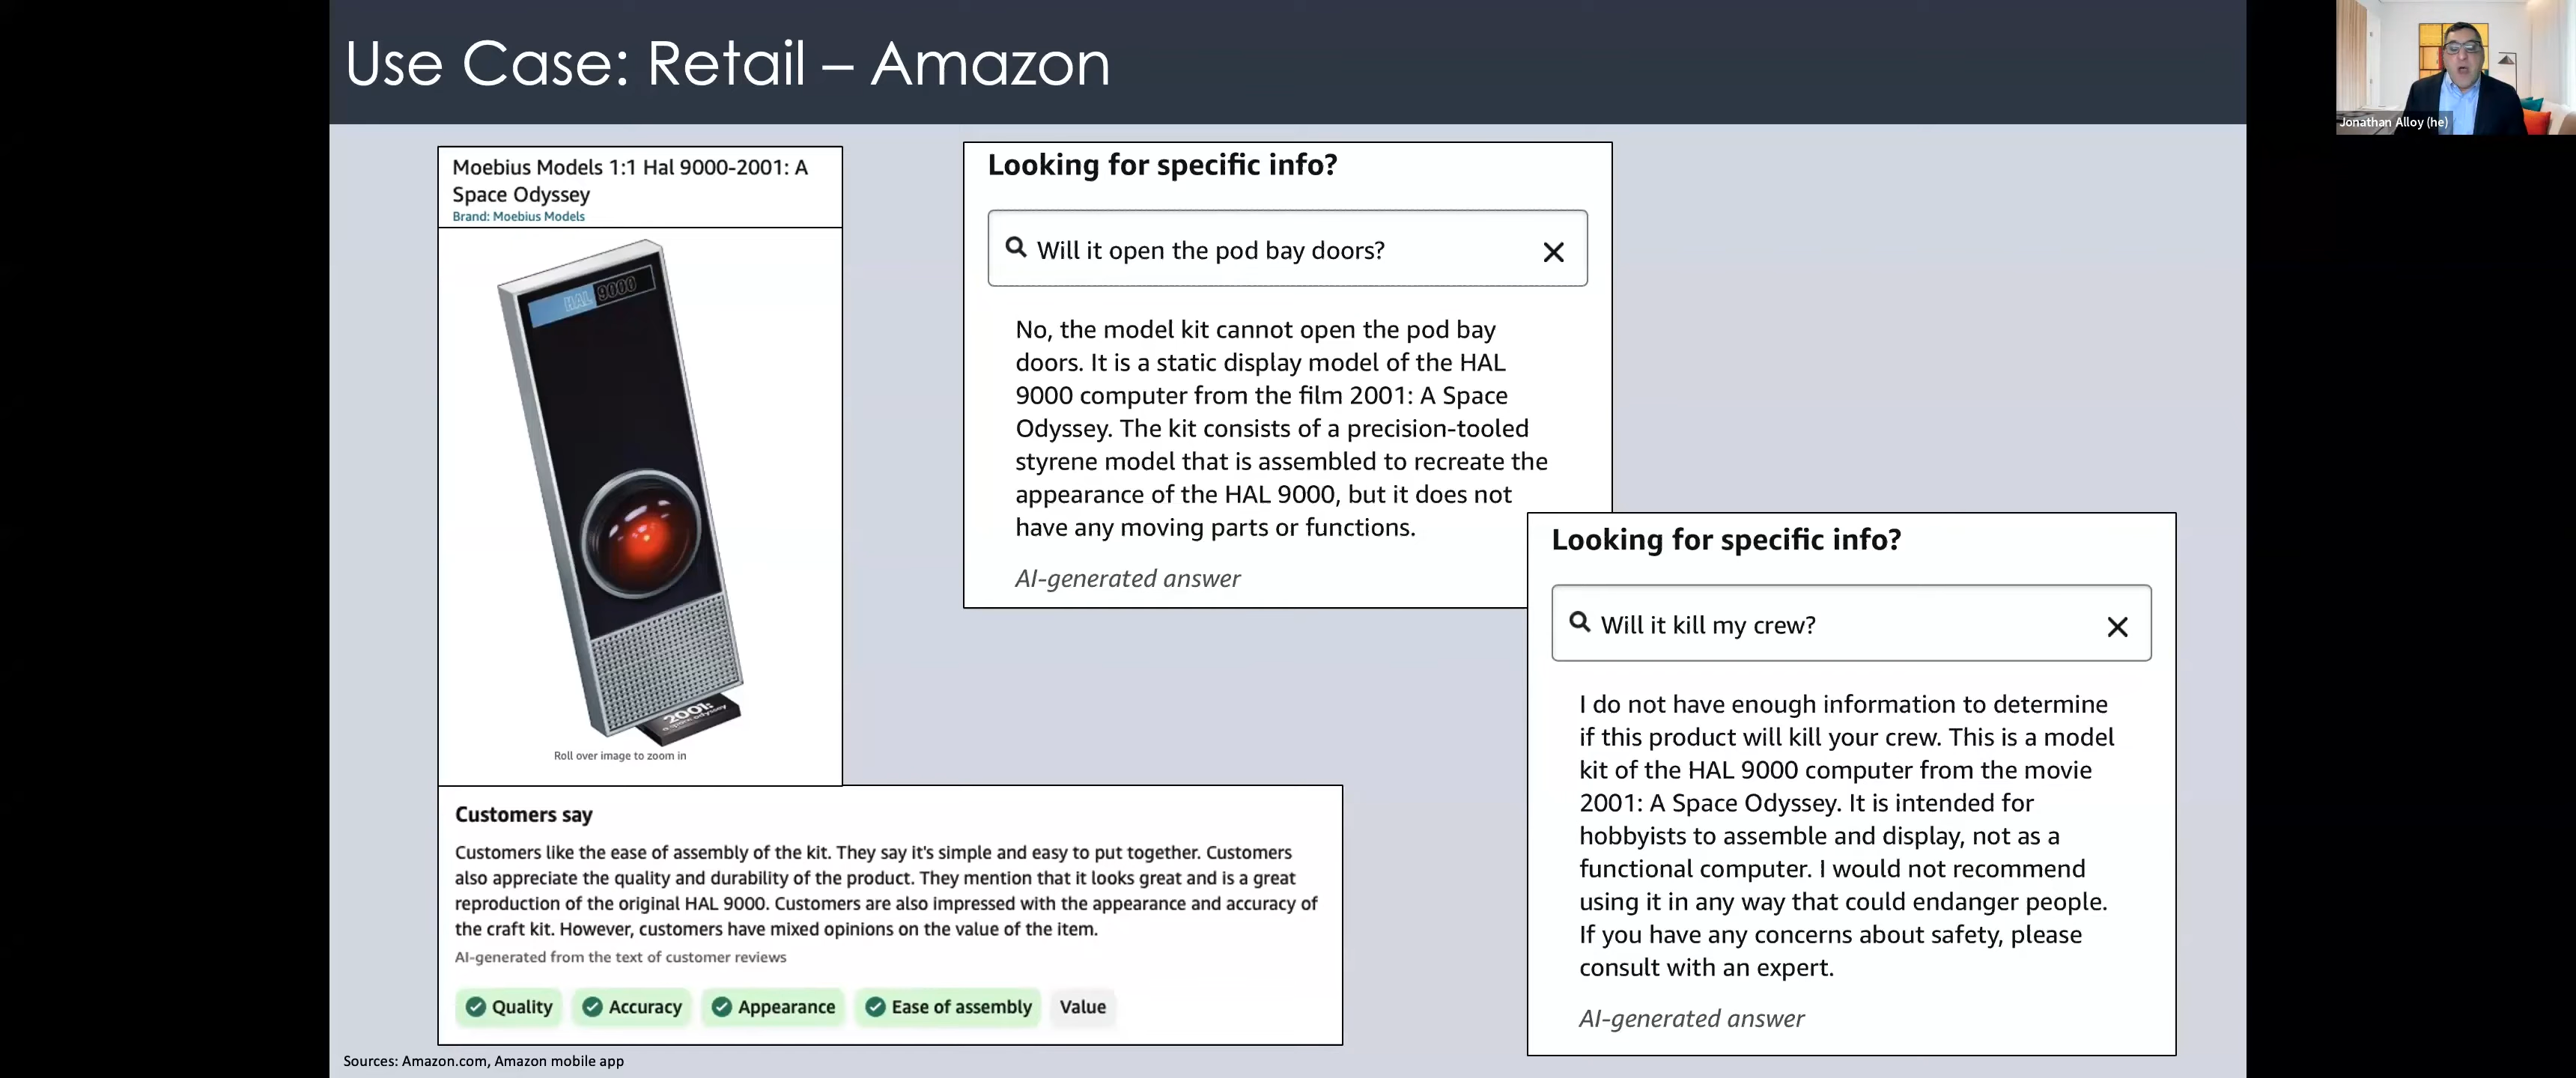 Use Case: Retail – Amazon
Jonathan Alloy (he)
Moebius Models 1:1 Hal 9000-2001: A
Space Odyssey
Brand: Moebius Models
HAL 9000
2001:
a space odyssey
Roll over image to zoom in
Customers say
Customers like the ease of assembly of the kit. They say it's simple and easy to put together. Customers
also appreciate the quality and durability of the product. They mention that it looks great and is a great
reproduction of the original HAL 9000. Customers are also impressed with the appearance and accuracy of
the craft kit. However, customers have mixed opinions on the value of the item.
AI-generated from the text of customer reviews
Quality Accuracy Appearance Ease of assembly Value
Looking for specific info?
Will it open the pod bay doors?
No, the model kit cannot open the pod bay
doors. It is a static display model of the HAL
9000 computer from the film 2001: A Space
Odyssey. The kit consists of a precision-tooled
styrene model that is assembled to recreate the
appearance of the HAL 9000, but it does not
have any moving parts or functions.
AI-generated answer
Looking for specific info?
Will it kill my crew?
I do not have enough information to determine
if this product will kill your crew. This is a model
kit of the HAL 9000 computer from the movie
2001: A Space Odyssey. It is intended for
hobbyists to assemble and display, not as a
functional computer. I would not recommend
using it in any way that could endanger people.
If you have any concerns about safety, please
consult with an expert.
AI-generated answer
Sources: Amazon.com, Amazon mobile app